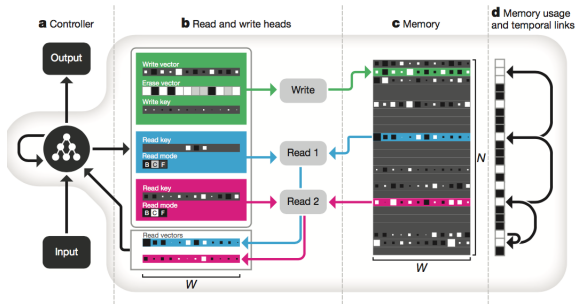 a Controller
b Read and write heads
c Memory
d Memory usage
and temporal links
Output
Input
Write vector
Erase vector
Write key
Write
Read key
Read mode
B C F
Read 1
Read key
Read mode
B C F
Read 2
Read vectors
W
N
W